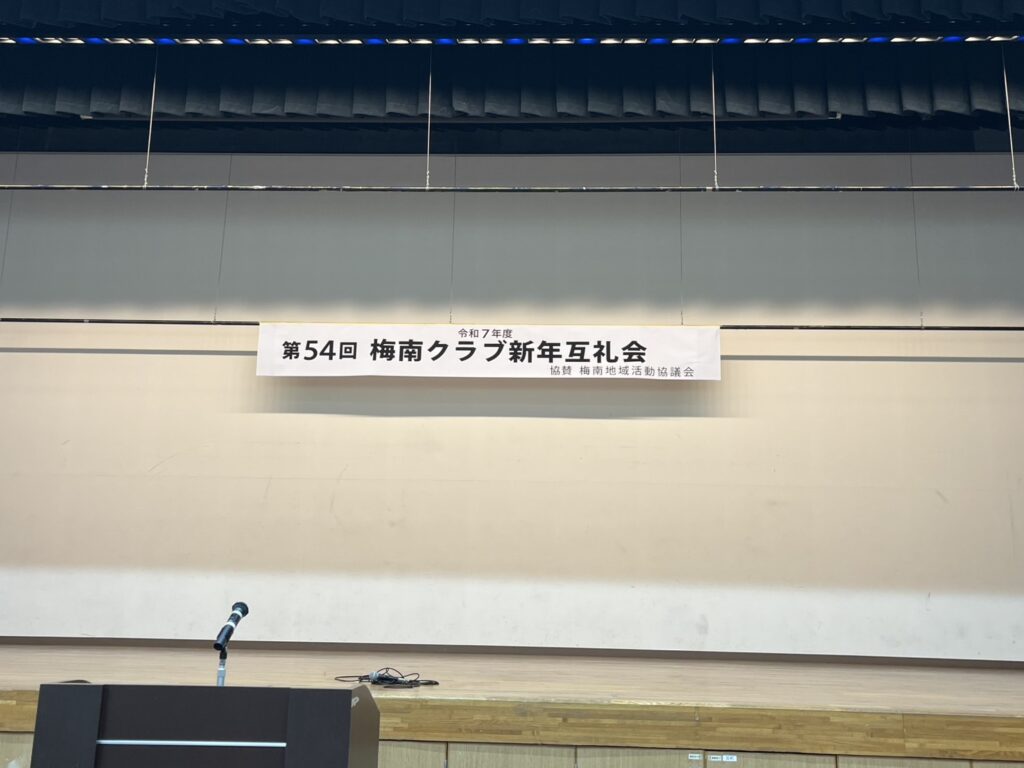 令和7年度
第54回 梅南クラブ新年互礼会
協賛 梅南地域活動協議会